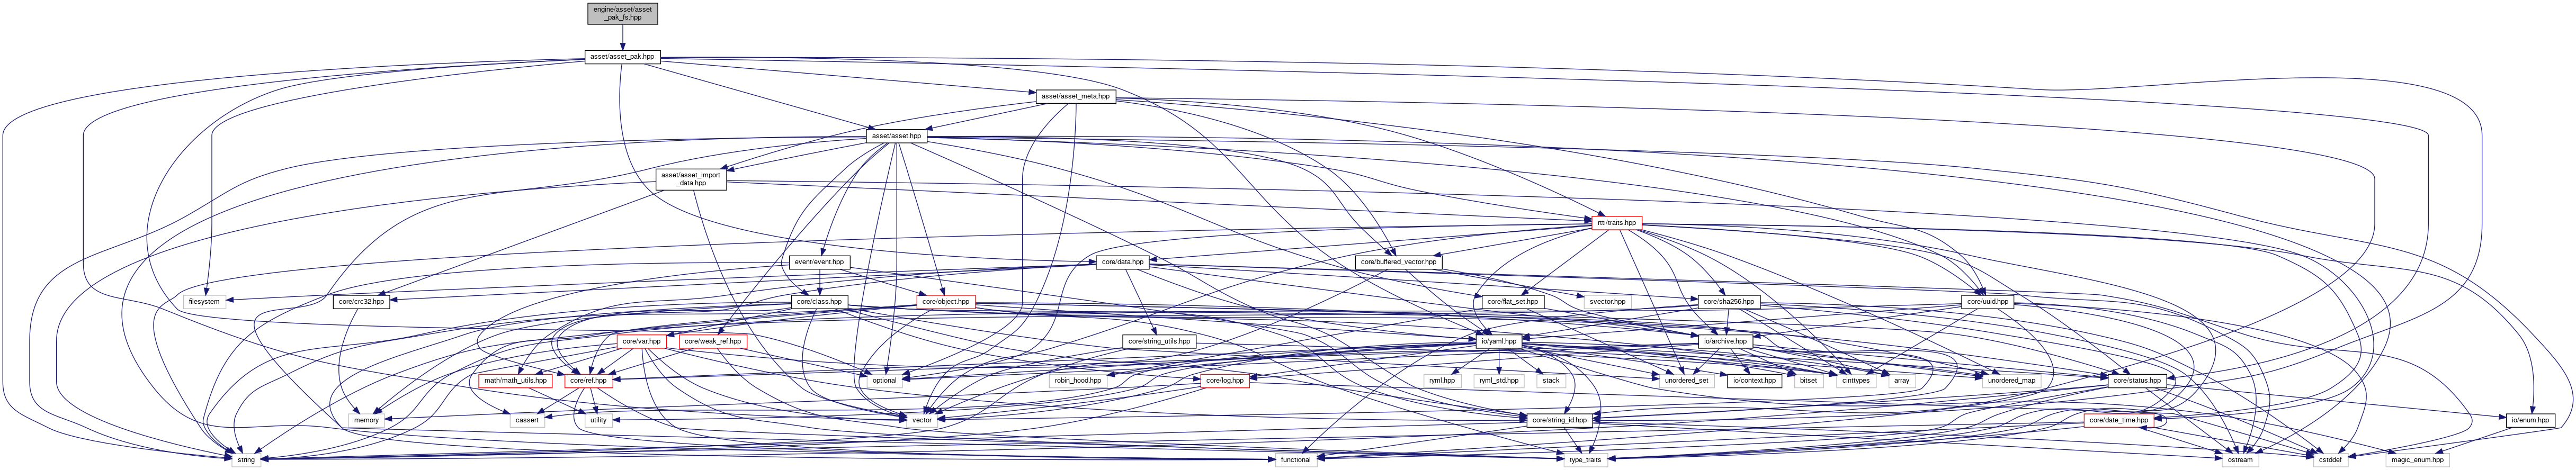 engine/asset/asset
_pak_fs.hpp
asset/asset_pak.hpp
asset/asset_meta.hpp
asset/asset.hpp
asset/asset_import
_data.hpp
rtti/traits.hpp
event/event.hpp
core/data.hpp
core/buffered_vector.hpp
filesystem
core/crc32.hpp
core/class.hpp
core/object.hpp
core/flat_set.hpp
svector.hpp
core/sha256.hpp
core/uuid.hpp
core/var.hpp
core/weak_ref.hpp
core/string_utils.hpp
io/yaml.hpp
io/archive.hpp
math/math_utils.hpp
core/ref.hpp
optional
robin_hood.hpp
core/log.hpp
ryml.hpp
ryml_std.hpp
stack
unordered_set
io/context.hpp
bitset
cinttypes
array
unordered_map
core/status.hpp
memory
cassert
utility
vector
core/string_id.hpp
core/date_time.hpp
io/enum.hpp
string
functional
type_traits
ostream
cstddef
magic_enum.hpp